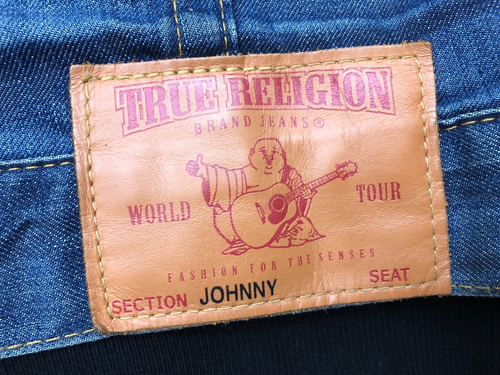 TRUE RELIGION
BRAND JEANS®
WORLD TOUR
FASHION FOR THE SENSES
SECTION JOHNNY SEAT